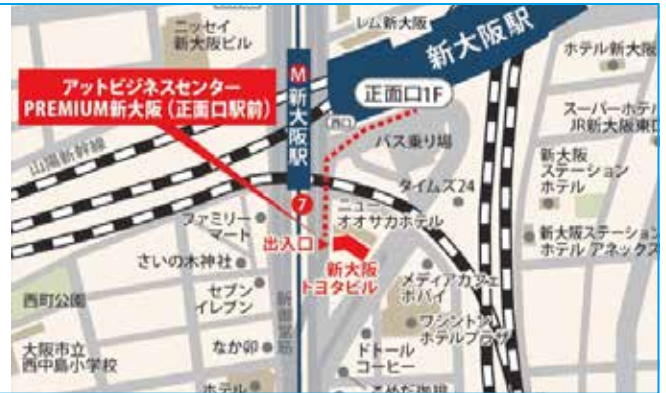 ニッセイ
新大阪ビル
レム新大阪
新大阪駅
ホテル新大阪
アットビジネスセンター
PREMIUM新大阪(正面口駅前)
M
新大阪駅
正面口1F
西口
バス乗り場
スーパーホテル
JR新大阪東口
山陽新幹線
新大阪
ステーション
ホテル
タイムズ24
7
ニュー
オオサカホテル
ファミリー
マート
出入口
新大阪
トヨタビル
新大阪ステーション
ホテル アネックス
さいの木神社
メディアカフェ
ポパイ
西町公園
セブン
イレブン
新御堂筋
ワシントン
ホテルプラザ
大阪市立
西中島小学校
なか卯
ドトール
コーヒー
ホテル